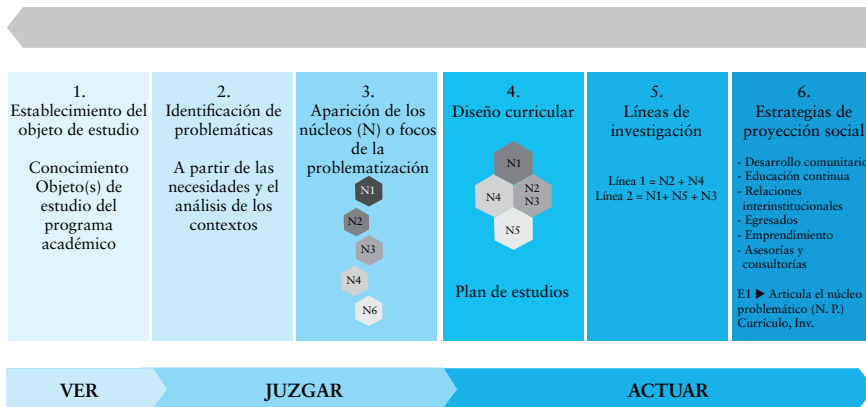 1.
Establecimiento del
objeto de estudio
Conocimiento
Objeto(s) de
estudio del
programa
académico
2.
Identificación de
problemáticas
A partir de las
necesidades y el
análisis de los
contextos
3.
Aparición de los
núcleos (N) o focos
de la
problematización
N1
N2
N3
N4
N6
4.
Diseño curricular
N1
N4
N2
N3
N5
Plan de estudios
5.
Líneas de
investigación
Línea 1 = N2 + N4
Línea 2 = N1+ N5 + N3
6.
Estrategias de
proyección social
- Desarrollo comunitario
- Educación continua
- Relaciones
interinstitucionales
- Egresados
- Emprendimiento
- Asesorías y
consultorías
E1 ▶ Articula el núcleo
problemático (N. P.)
Currículo, Inv.
VER
JUZGAR
ACTUAR